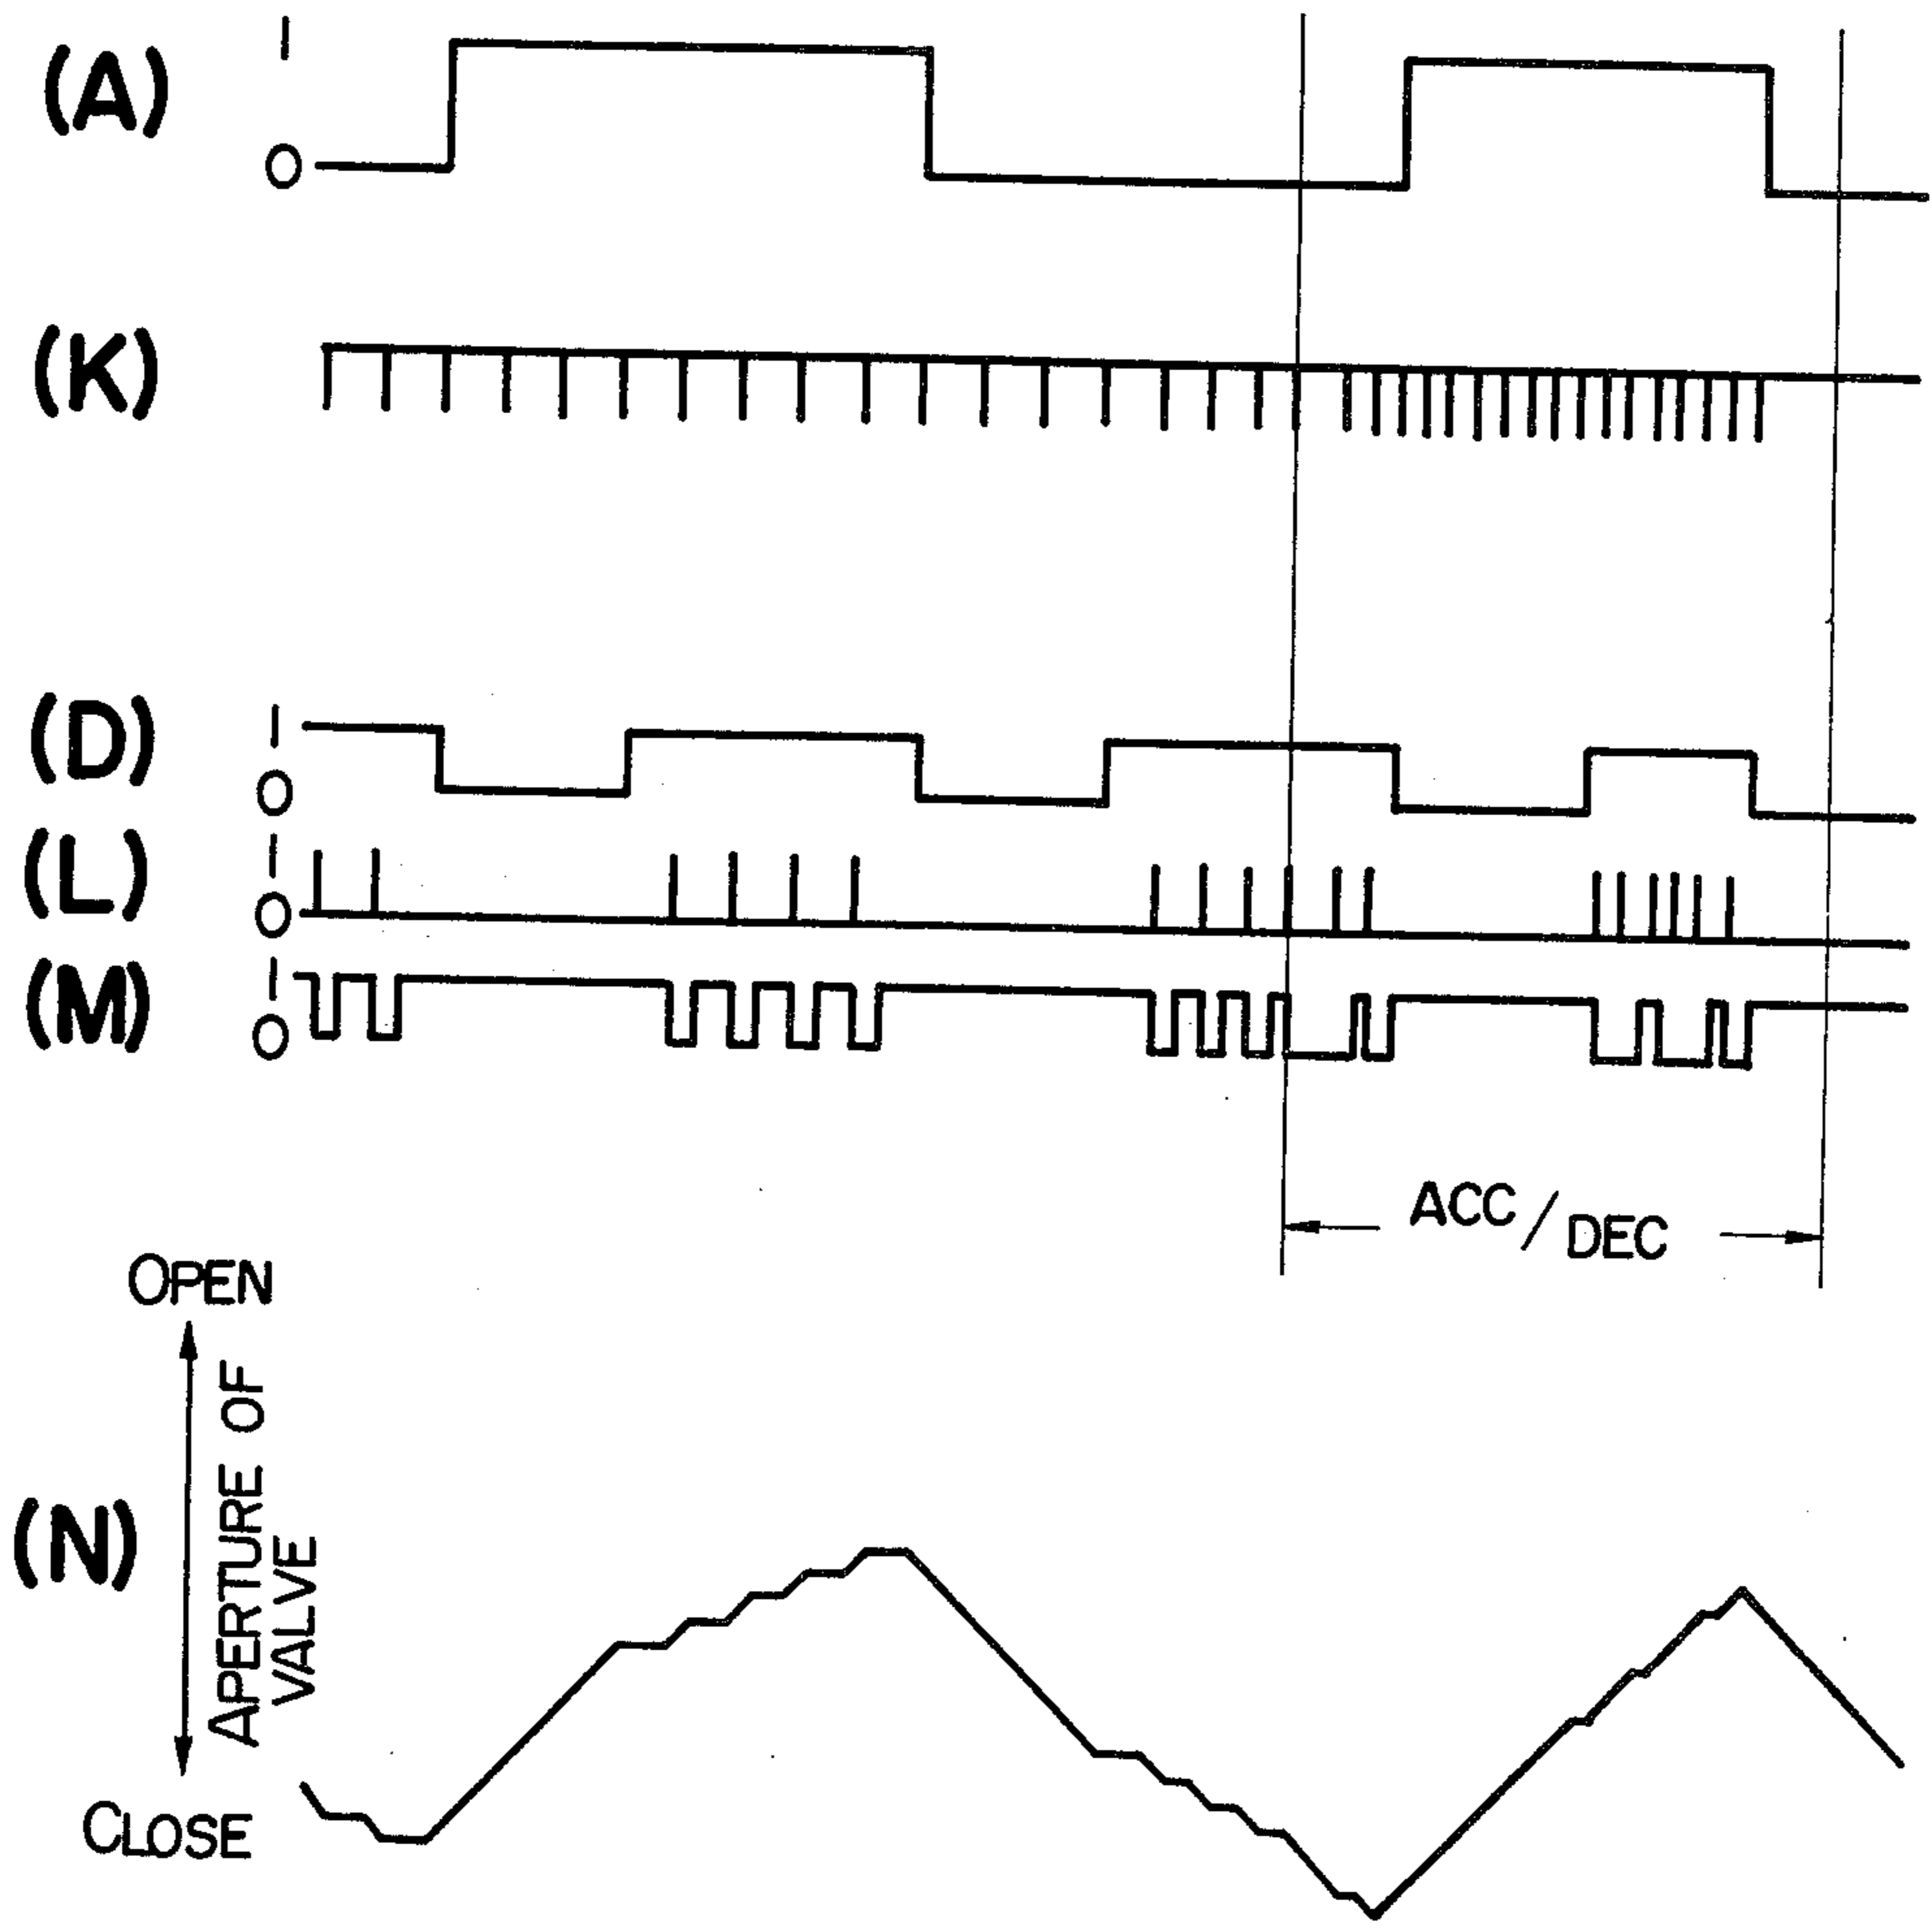 (A)
1
0
(K)
(D)
1
0
(L)
1
0
(M)
1
0
ACC/DEC
OPEN
APERTURE OF
VALVE
(N)
CLOSE